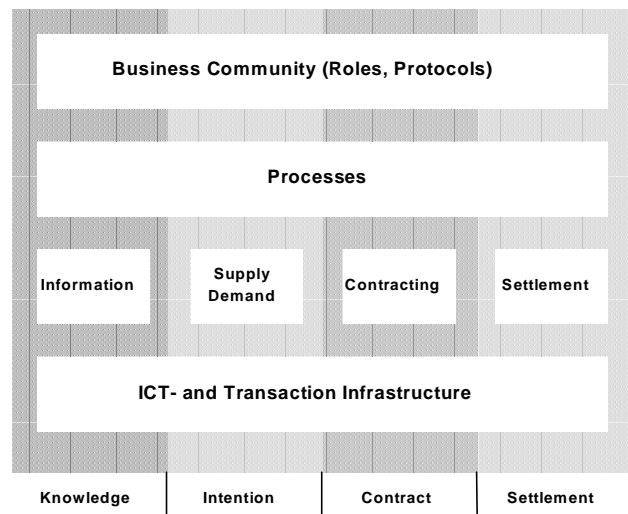 Business Community (Roles, Protocols)
Processes
Information
Supply
Demand
Contracting
Settlement
ICT- and Transaction Infrastructure
Knowledge
Intention
Contract
Settlement